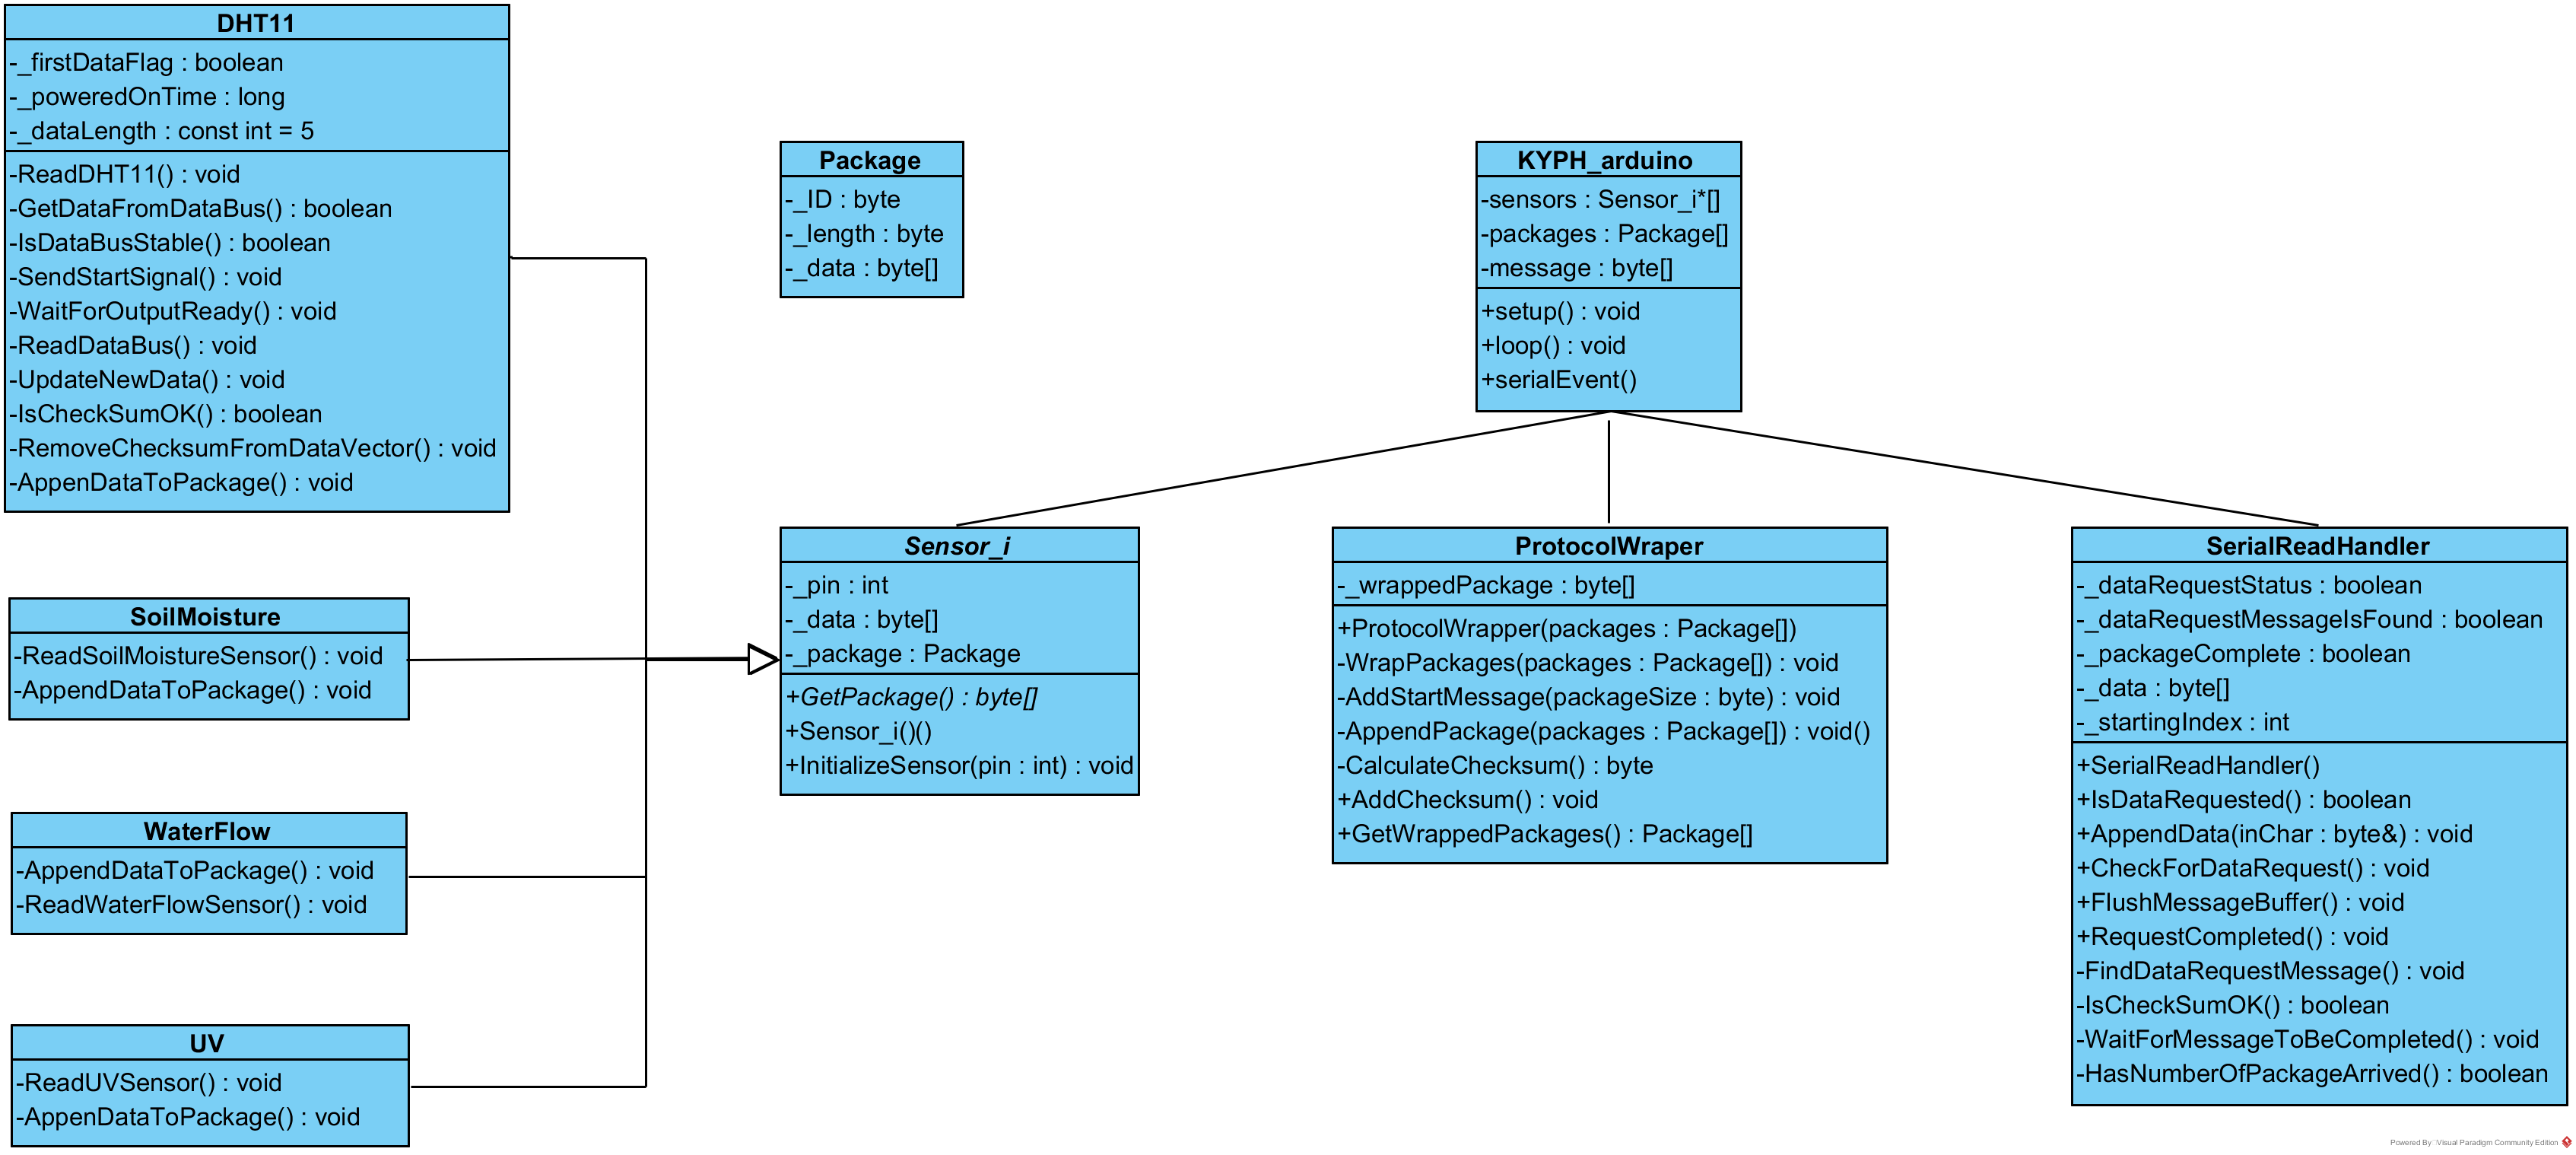 DHT11
-_firstDataFlag : boolean
-_poweredOnTime : long
-_dataLength : const int = 5
-ReadDHT11() : void
-GetDataFromDataBus() : boolean
-IsDataBusStable() : boolean
-SendStartSignal() : void
-WaitForOutputReady() : void
-ReadDataBus() : void
-UpdateNewData() : void
-IsCheckSumOK() : boolean
-RemoveChecksumFromDataVector() : void
-AppenDataToPackage() : void
Package
-_ID : byte
-_length : byte
-_data : byte[]
KYPH_arduino
-sensors : Sensor_i*[]
-packages : Package[]
-message : byte[]
+setup() : void
+loop() : void
+serialEvent()
SoilMoisture
-ReadSoilMoistureSensor() : void
-AppendDataToPackage() : void
WaterFlow
-AppendDataToPackage() : void
-ReadWaterFlowSensor() : void
UV
-ReadUVSensor() : void
-AppenDataToPackage() : void
Sensor_i
-_pin : int
-_data : byte[]
-_package : Package
+GetPackage() : byte[]
+Sensor_i()()
+InitializeSensor(pin : int) : void
ProtocolWraper
-_wrappedPackage : byte[]
+ProtocolWrapper(packages : Package[])
-WrapPackages(packages : Package[]) : void
-AddStartMessage(packageSize : byte) : void
-AppendPackage(packages : Package[]) : void()
-CalculateChecksum() : byte
+AddChecksum() : void
+GetWrappedPackages() : Package[]
SerialReadHandler
-_dataRequestStatus : boolean
-_dataRequestMessageIsFound : boolean
-_packageComplete : boolean
-_data : byte[]
-_startingIndex : int
+SerialReadHandler()
+IsDataRequested() : boolean
+AppendData(inChar : byte&) : void
+CheckForDataRequest() : void
+FlushMessageBuffer() : void
+RequestCompleted() : void
-FindDataRequestMessage() : void
-IsCheckSumOK() : boolean
-WaitForMessageToBeCompleted() : void
-HasNumberOfPackageArrived() : boolean
Powered By Visual Paradigm Community Edition